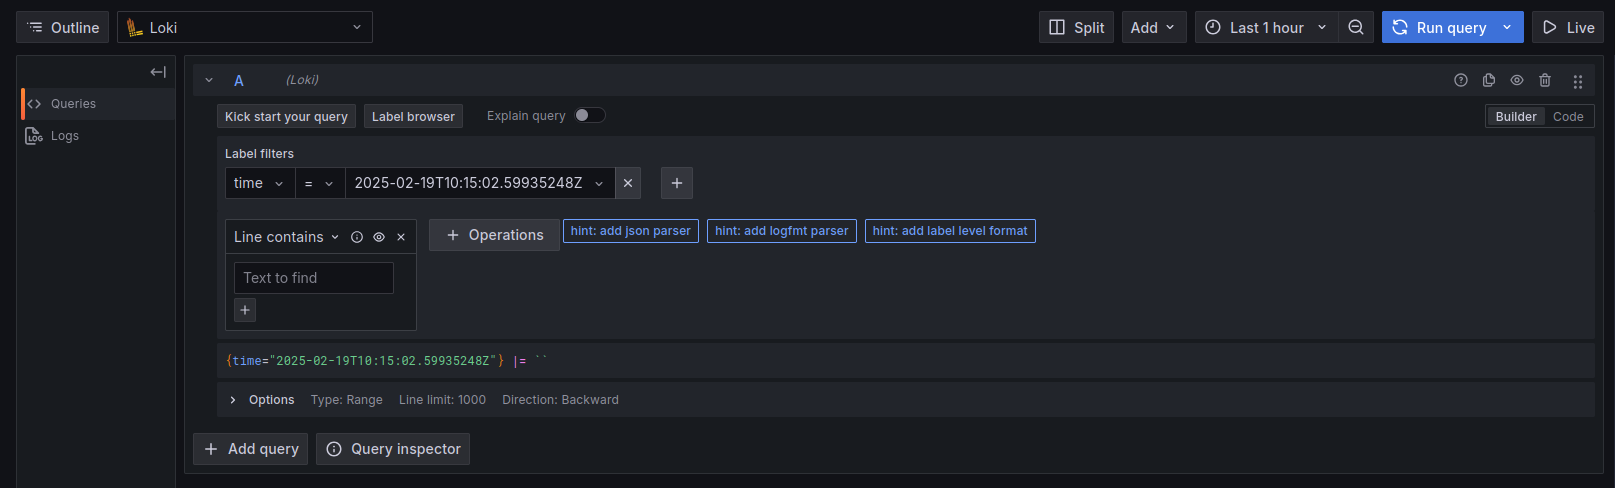 Outline
Loki
Split
Add
Last 1 hour
Run query
Live
Queries
LOG Logs
A (Loki)
Kick start your query
Label browser
Explain query
Builder
Code
Label filters
time
=
2025-02-19T10:15:02.59935248Z
Line contains
Text to find
Operations
hint: add json parser
hint: add logfmt parser
hint: add label level format
{time="2025-02-19T10:15:02.59935248Z"} |= ``
Options Type: Range Line limit: 1000 Direction: Backward
Add query
Query inspector